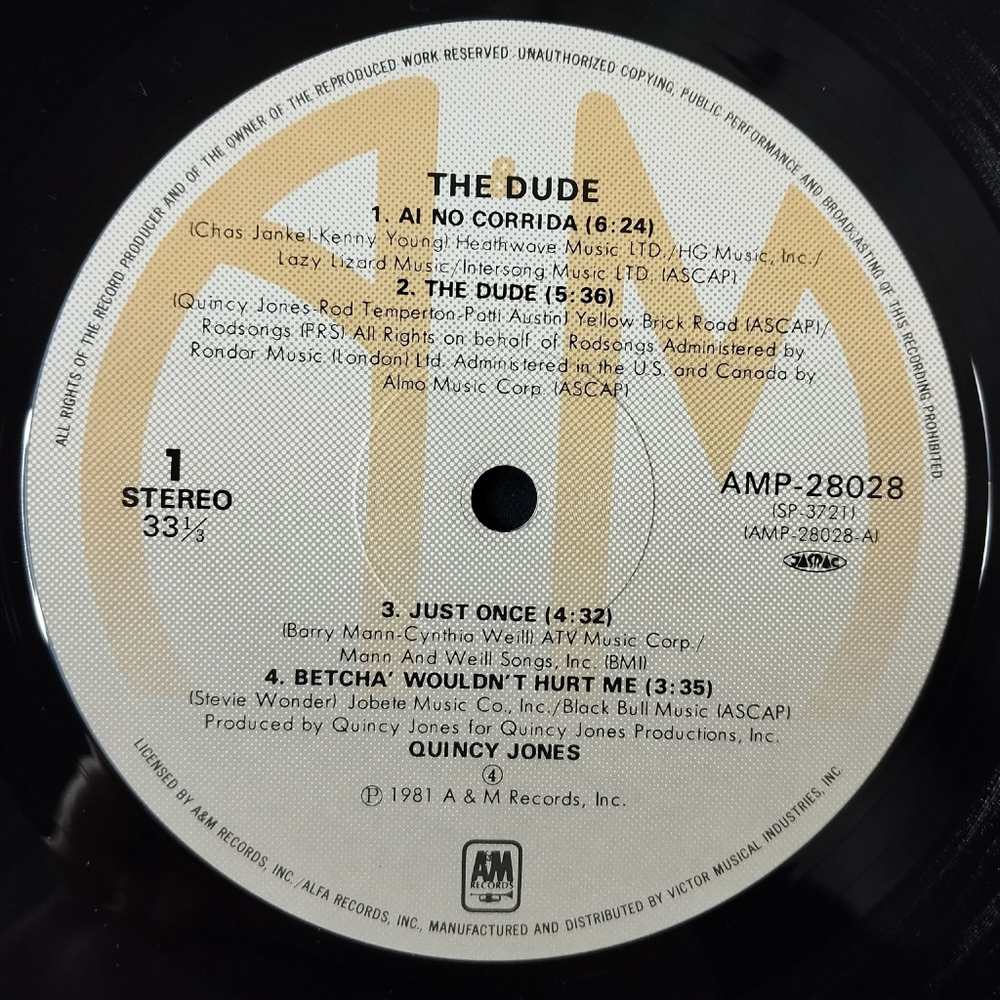 ALL RIGHTS OF THE RECORD PRODUCER AND OF THE OWNER OF THE REPRODUCED WORK RESERVED · UNAUTHORIZED COPYING, PUBLIC PERFORMANCE AND BROADCASTING OF THIS RECORDING PROHIBITED
A&M
THE DUDE
1. AI NO CORRIDA (6:24)
(Chas Jankel-Kenny Young) Heathwave Music LTD./HG Music, Inc./
Lazy Lizard Music/Intersong Music LTD. (ASCAP)
2. THE DUDE (5:36)
(Quincy Jones-Rod Temperton-Patti Austin) Yellow Brick Road (ASCAP)/
Rodsongs (PRS) All Rights on behalf of Rodsongs Administered by
Rondor Music (London) Ltd. Administered in the U.S. and Canada by
Almo Music Corp. (ASCAP)
1
STEREO
33⅓
AMP-28028
(SP-3721)
(AMP-28028-A)
JASRAC
3. JUST ONCE (4:32)
(Barry Mann-Cynthia Weill) ATV Music Corp./
Mann And Weill Songs, Inc. (BMI)
4. BETCHA' WOULDN'T HURT ME (3:35)
(Stevie Wonder) Jobete Music Co., Inc./Black Bull Music (ASCAP)
Produced by Quincy Jones for Quincy Jones Productions, Inc.
QUINCY JONES
④
Ⓟ 1981 A & M Records, Inc.
A&M
RECORDS
LICENSED BY A&M RECORDS, INC./ALFA RECORDS, INC., MANUFACTURED AND DISTRIBUTED BY VICTOR MUSICAL INDUSTRIES, INC.